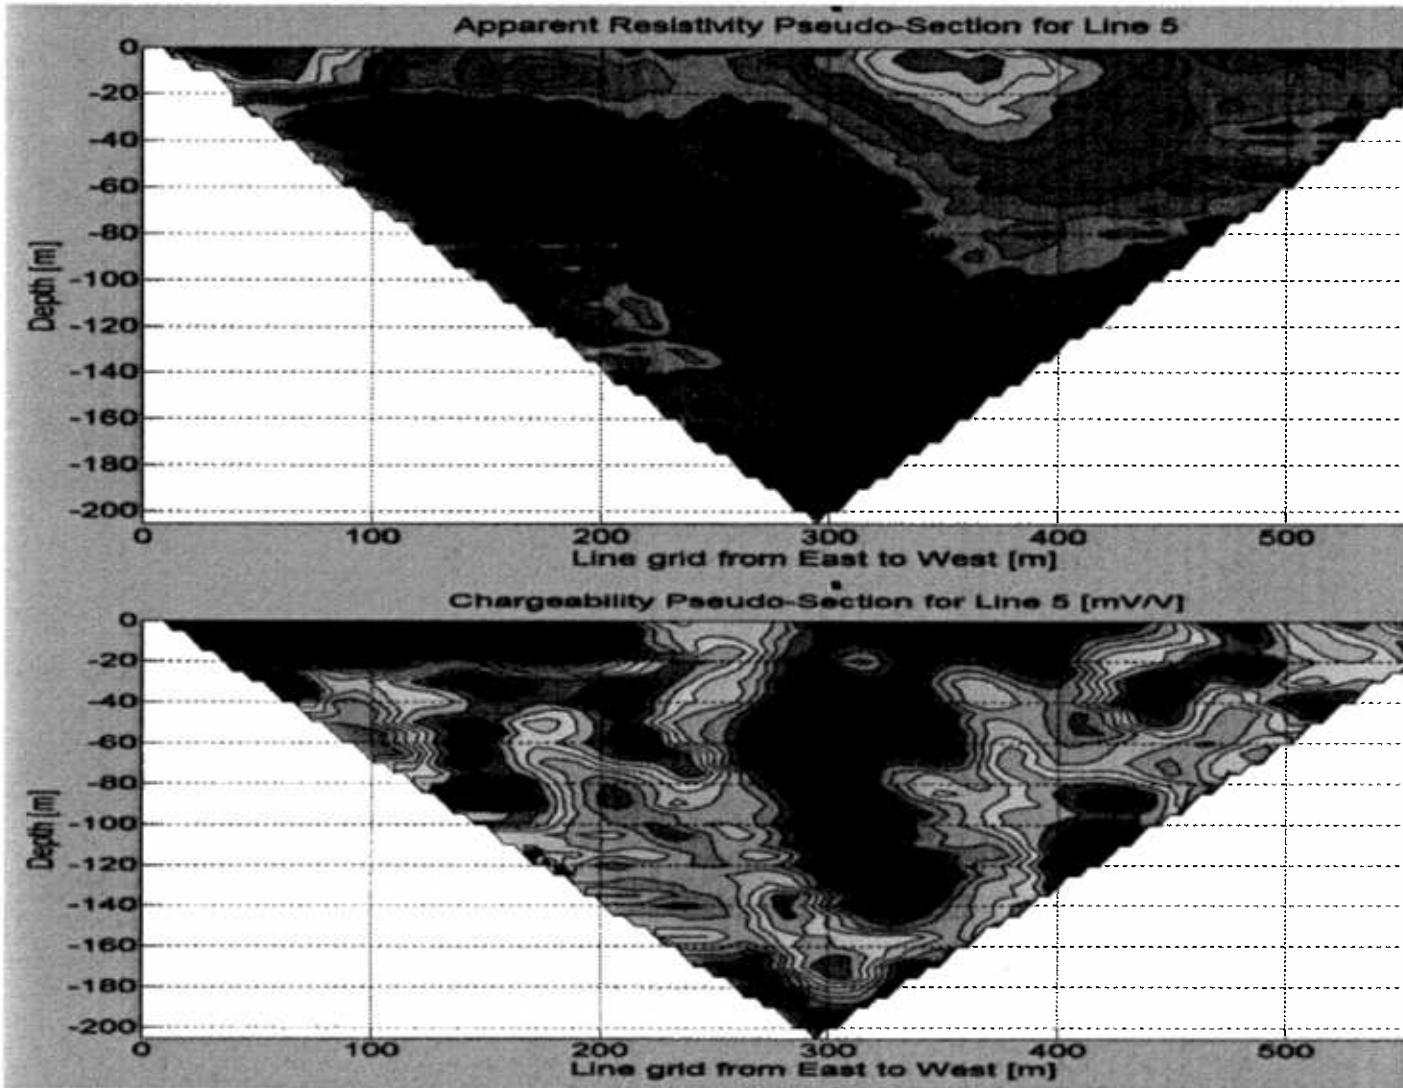 Apparent Resistivity Pseudo-Section for Line 5
0
-20
-40
-60
-80
-100
-120
-140
-160
-180
-200
Depth [m]
0 100 200 300 400 500
Line grid from East to West [m]
Chargeability Pseudo-Section for Line 5 [mV/V]
0
-20
-40
-60
-80
-100
-120
-140
-160
-180
-200
Depth [m]
0 100 200 300 400 500
Line grid from East to West [m]